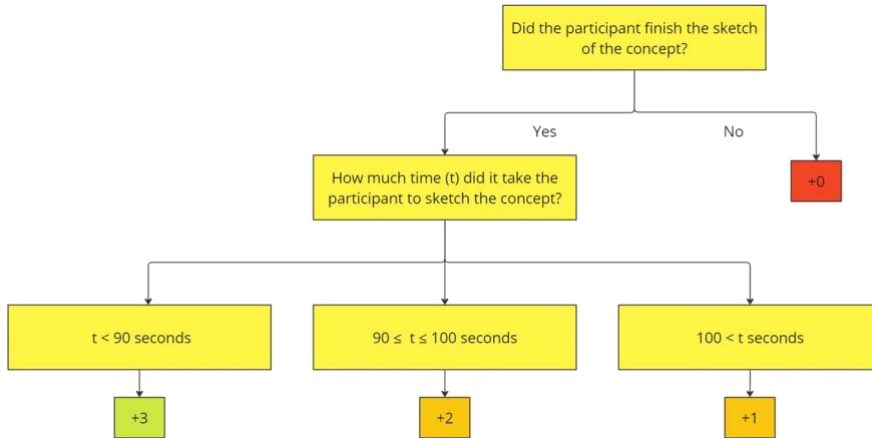 Did the participant finish the sketch
of the concept?
Yes
No
How much time (t) did it take the
participant to sketch the concept?
+0
t < 90 seconds
90 ≤ t ≤ 100 seconds
100 < t seconds
+3
+2
+1